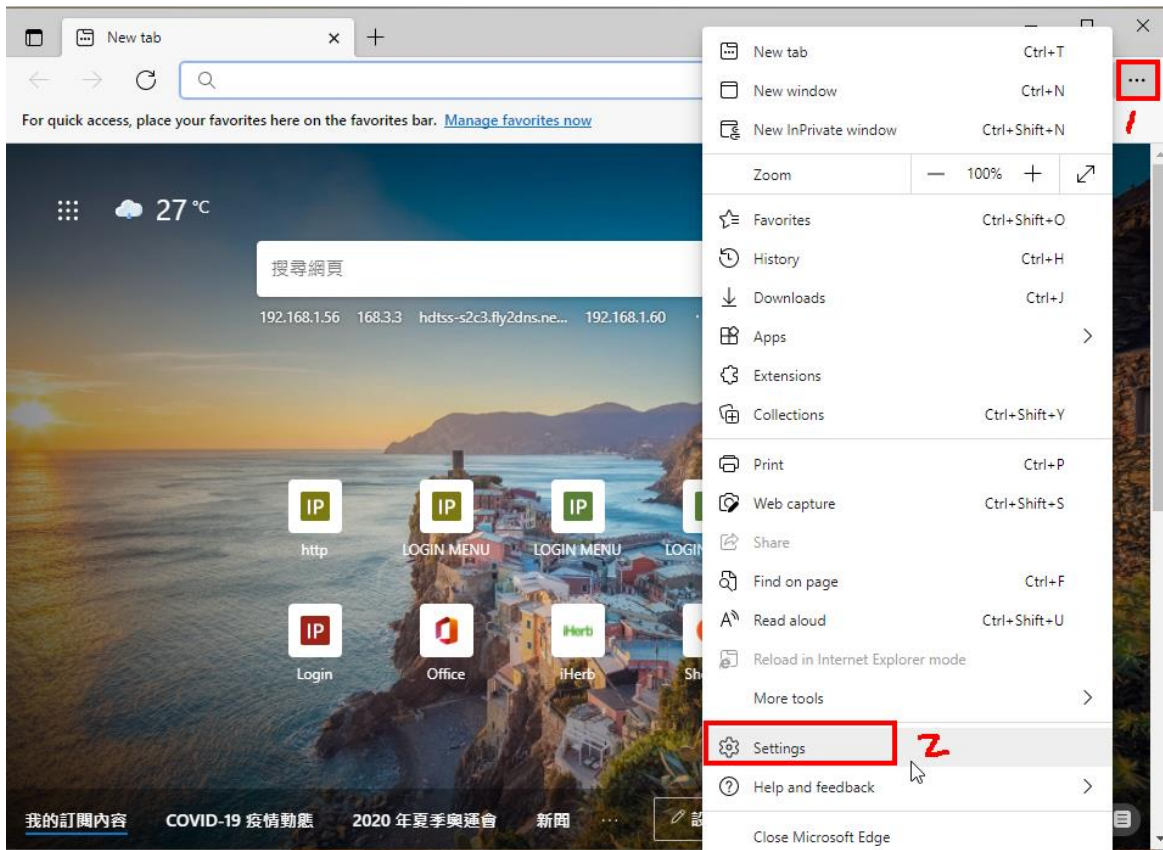 New tab
For quick access, place your favorites here on the favorites bar. Manage favorites now
1
27 °C
搜尋網頁
192.168.1.56 168.3.3 hdtss-s2c3.fly2dns.ne... 192.168.1.60
IP
http
IP
LOGIN MENU
IP
LOGIN MENU
IP
Login
Office
iHerb
iHerb
我的訂閱內容 COVID-19 疫情動態 2020 年夏季奧運會 新聞 ...
New tab Ctrl+T
New window Ctrl+N
New InPrivate window Ctrl+Shift+N
Zoom — 100% +
Favorites Ctrl+Shift+O
History Ctrl+H
Downloads Ctrl+J
Apps
Extensions
Collections Ctrl+Shift+Y
Print Ctrl+P
Web capture Ctrl+Shift+S
Share
Find on page Ctrl+F
Read aloud Ctrl+Shift+U
Reload in Internet Explorer mode
More tools
Settings 2
Help and feedback
Close Microsoft Edge